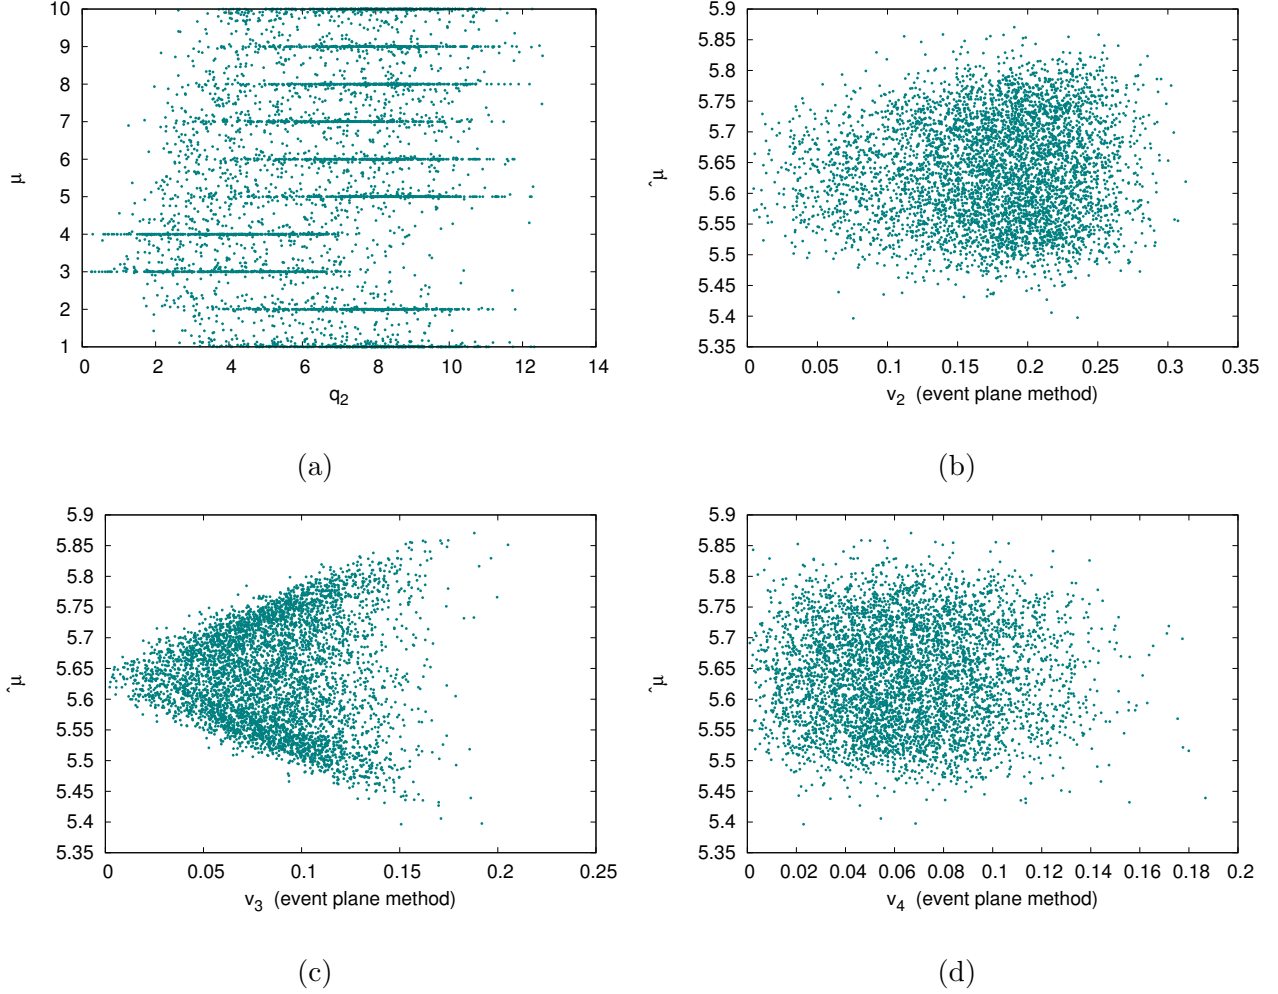 10
9
8
7
6
5
4
3
2
1
μ
0 2 4 6 8 10 12 14
q2
(a)
5.9
5.85
5.8
5.75
5.7
5.65
5.6
5.55
5.5
5.45
5.4
5.35
μ̂
0 0.05 0.1 0.15 0.2 0.25 0.3 0.35
v2 (event plane method)
(b)
5.9
5.85
5.8
5.75
5.7
5.65
5.6
5.55
5.5
5.45
5.4
5.35
μ̂
0 0.05 0.1 0.15 0.2 0.25
v3 (event plane method)
(c)
5.9
5.85
5.8
5.75
5.7
5.65
5.6
5.55
5.5
5.45
5.4
5.35
μ̂
0 0.02 0.04 0.06 0.08 0.1 0.12 0.14 0.16 0.18 0.2
v4 (event plane method)
(d)